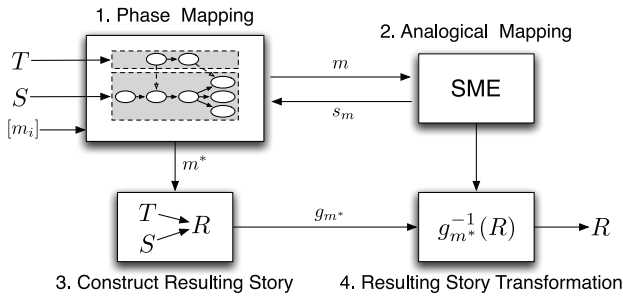 1. Phase Mapping
2. Analogical Mapping
T
S
[m_i]
m
s_m
SME
m*
T
S
R
g_{m*}
g_{m*}^{-1}(R)
R
3. Construct Resulting Story
4. Resulting Story Transformation